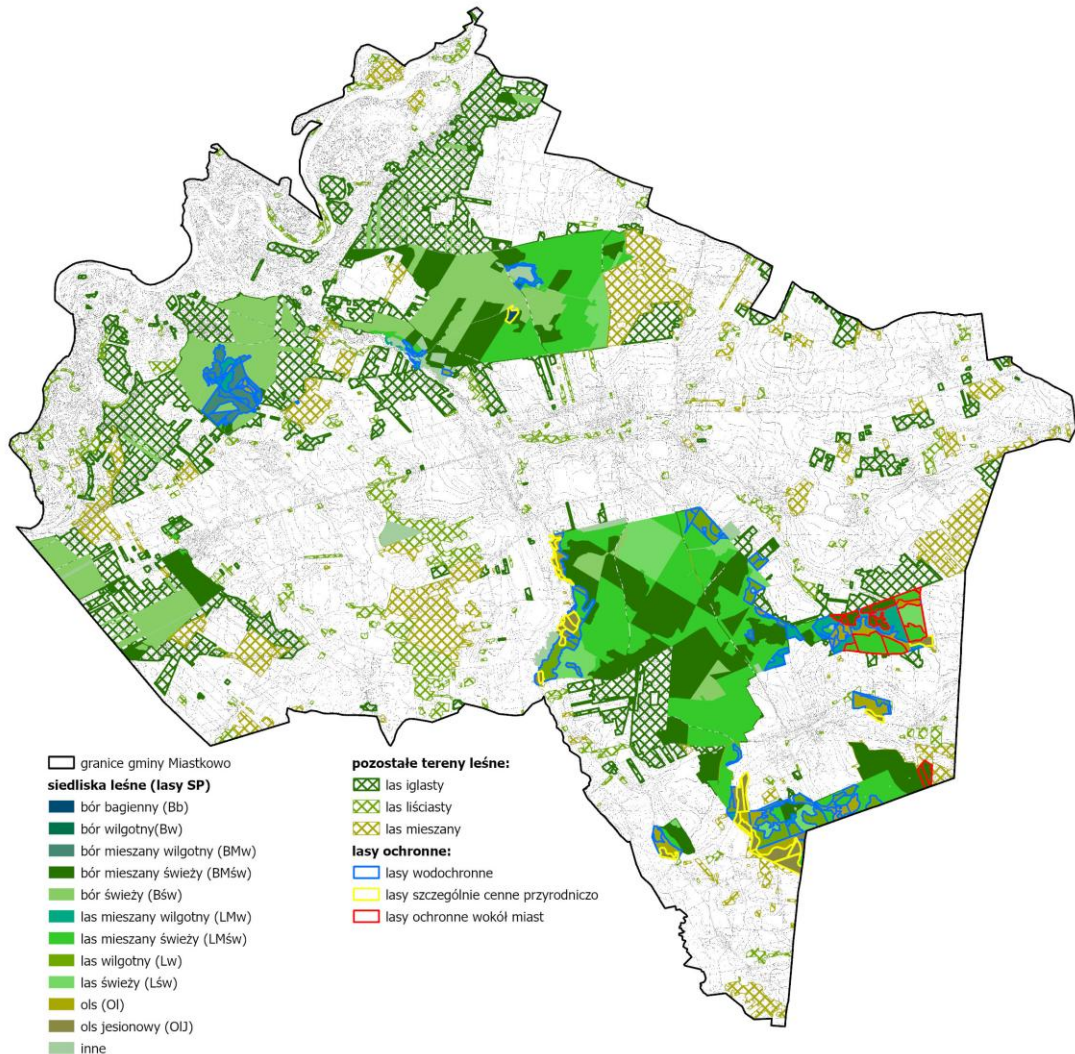 granice gminy Miastkowo
siedliska leśne (lasy SP)
bór bagienny (Bb)
bór wilgotny(Bw)
bór mieszany wilgotny (BMw)
bór mieszany świeży (BMśw)
bór świeży (Bśw)
las mieszany wilgotny (LMw)
las mieszany świeży (LMśw)
las wilgotny (Lw)
las świeży (Lśw)
ols (Ol)
ols jesionowy (OlJ)
inne
pozostałe tereny leśne:
las iglasty
las liściasty
las mieszany
lasy ochronne:
lasy wodochronne
lasy szczególnie cenne przyrodniczo
lasy ochronne wokół miast